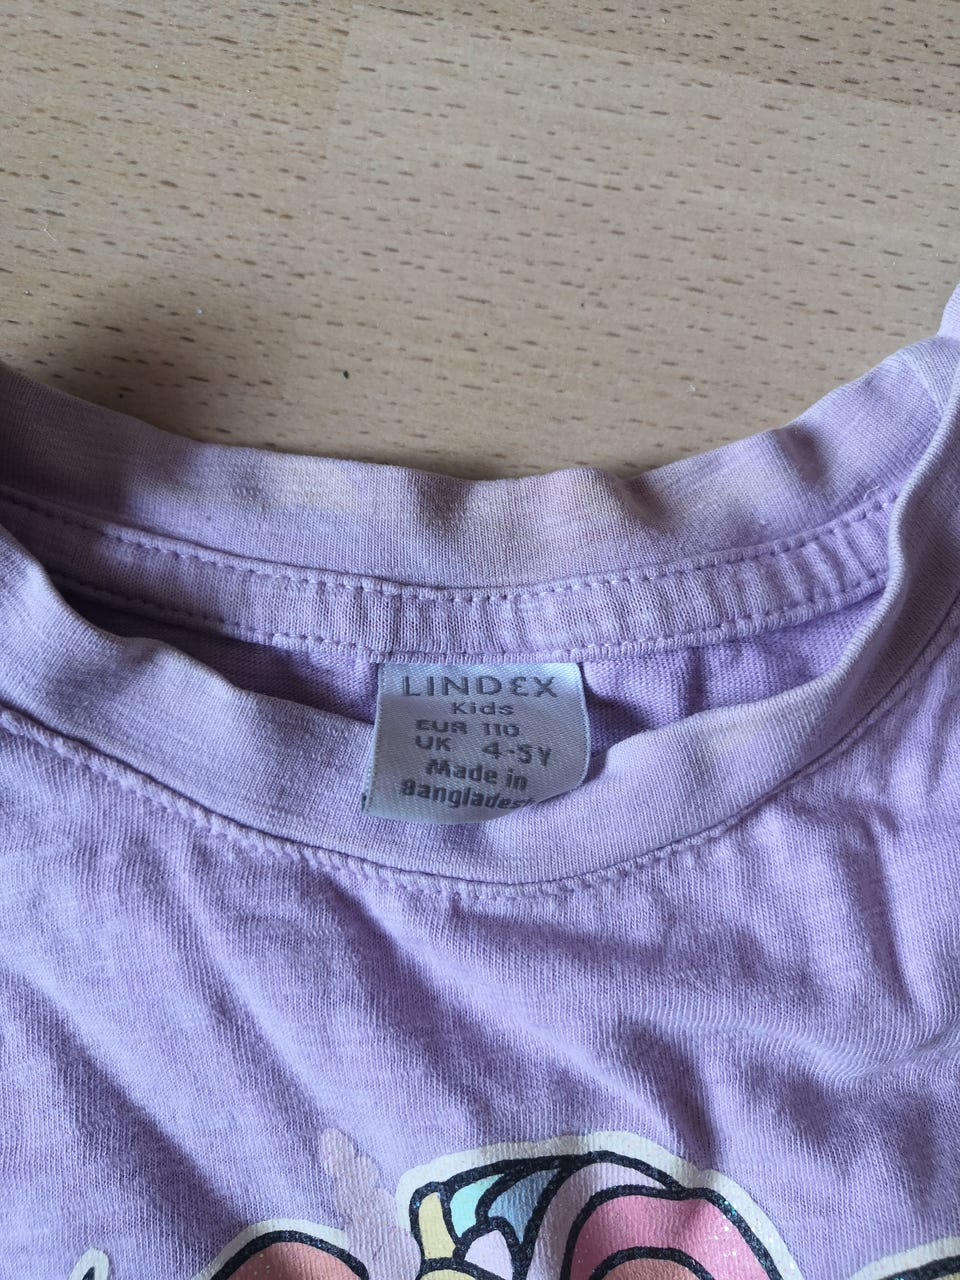 LINDEX
Kids
EUR 110
UK 4-5Y
Made in
Bangladesh